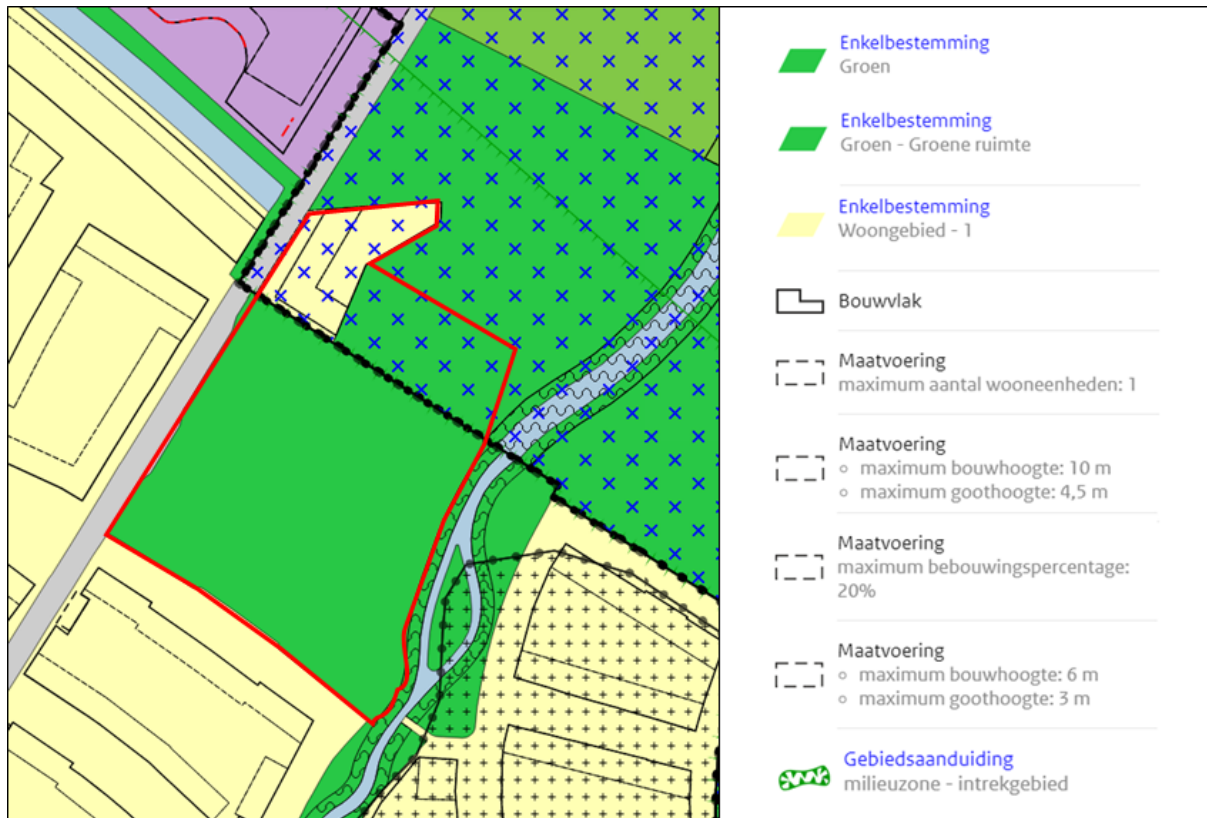 Enkelbestemming
Groen
Enkelbestemming
Groen - Groene ruimte
Enkelbestemming
Woongebied - 1
Bouwvlak
Maatvoering
maximum aantal wooneenheden: 1
Maatvoering
maximum bouwhoogte: 10 m
maximum goothoogte: 4,5 m
Maatvoering
maximum bebouwingspercentage:
20%
Maatvoering
maximum bouwhoogte: 6 m
maximum goothoogte: 3 m
Gebiedsaanduiding
milieuzone - intrekgebied